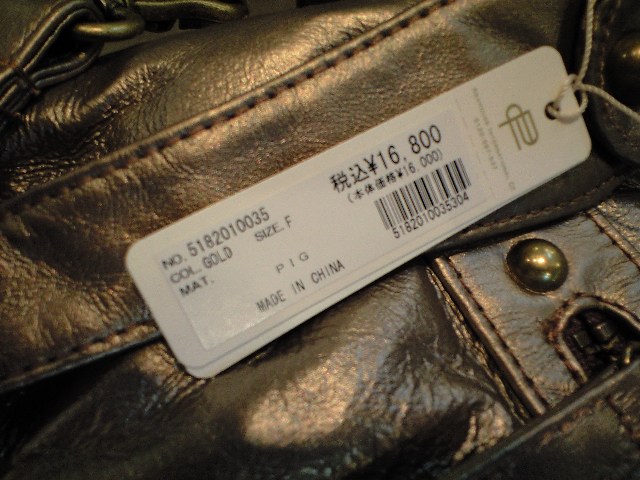 NO. 5182010035
COL. GOLD SIZE. F
MAT.
PIG
MADE IN CHINA
税込¥16,800
(本体価格¥16,000)
5182010035304